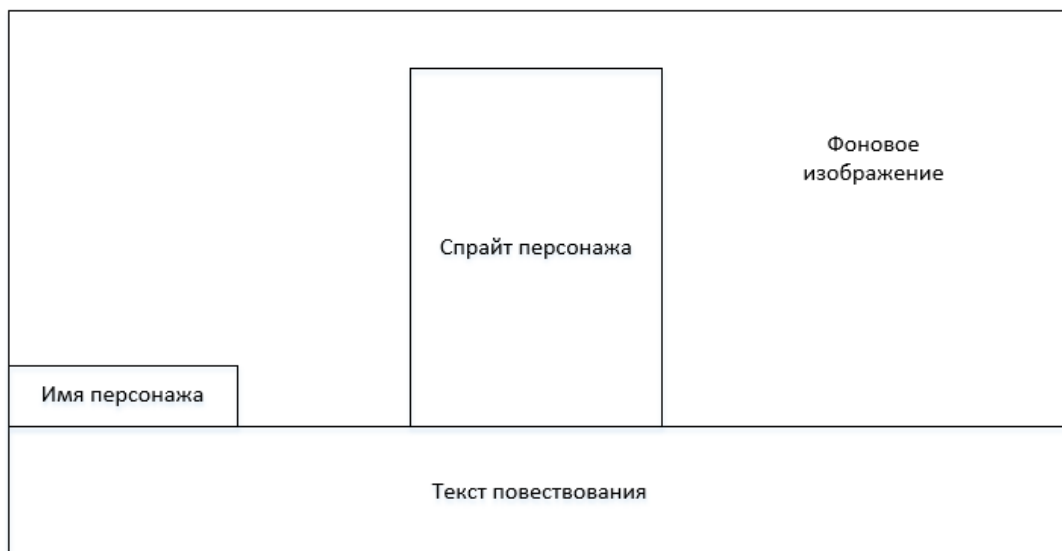 Фоновое
изображение
Спрайт персонажа
Имя персонажа
Текст повествования